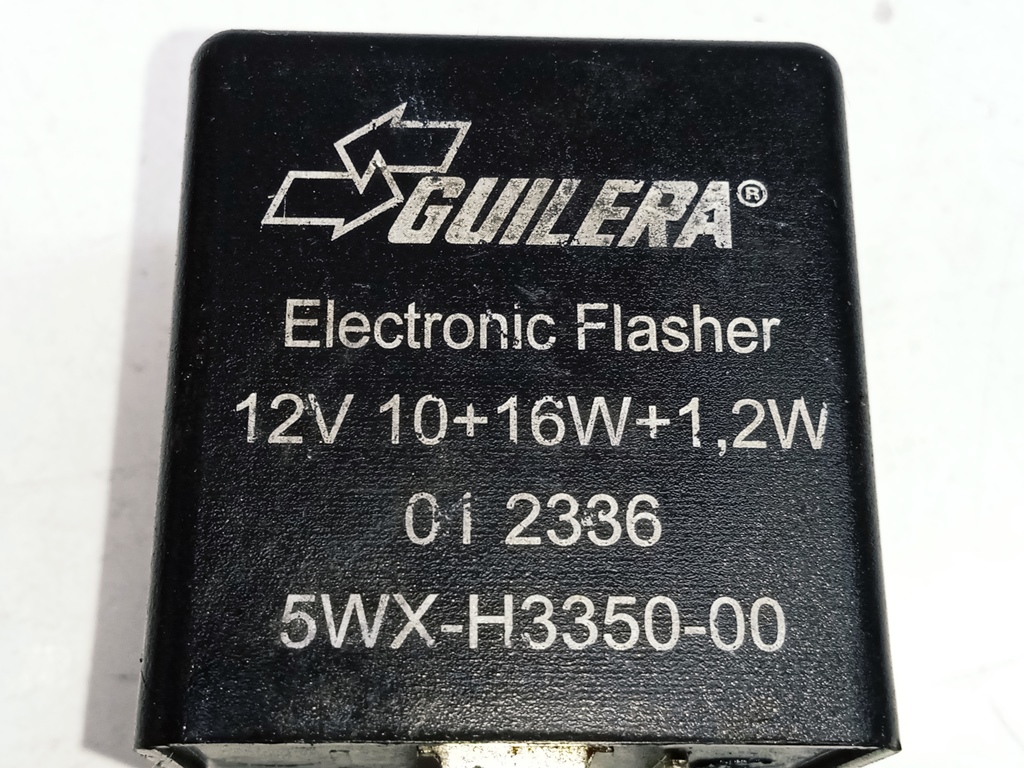 GUILERA®
Electronic Flasher
12V 10+16W+1,2W
01 2336
5WX-H3350-00